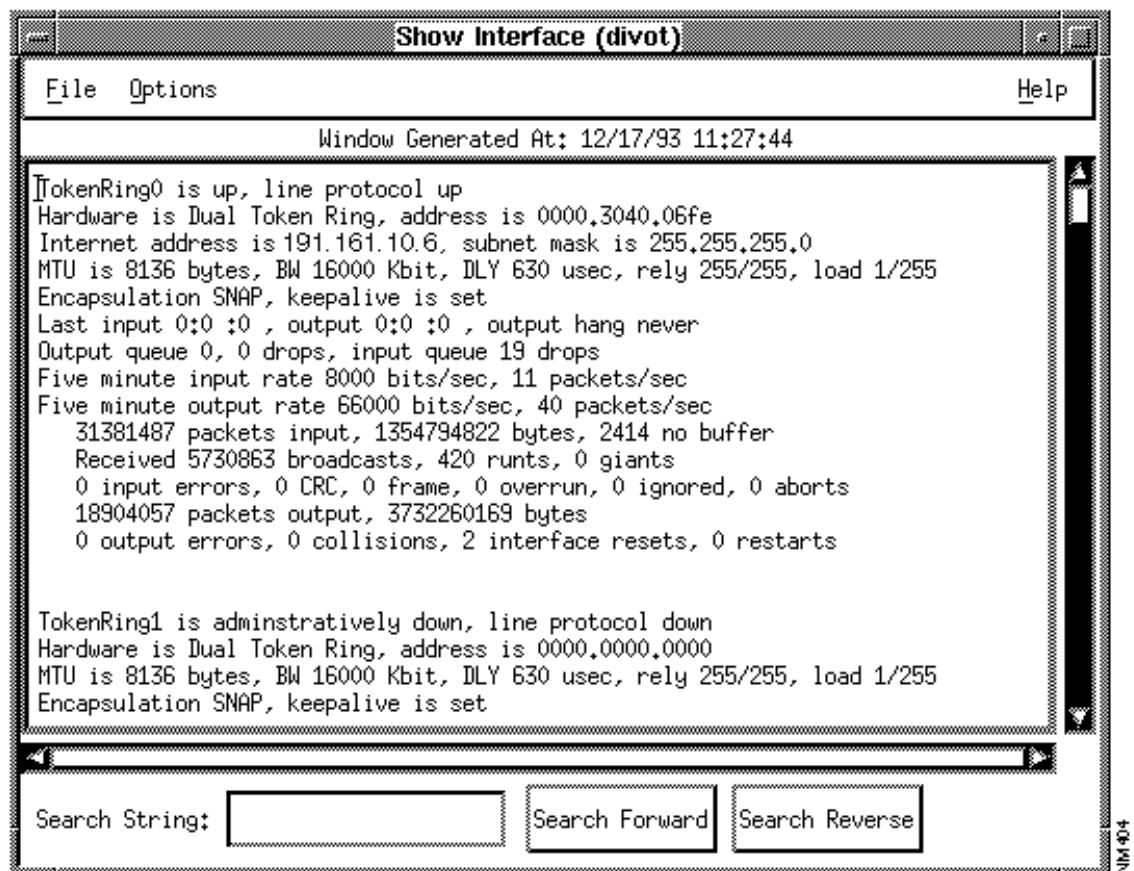 Show Interface (divot)
File Options Help
Window Generated At: 12/17/93 11:27:44
TokenRing0 is up, line protocol up
Hardware is Dual Token Ring, address is 0000.3040.06fe
Internet address is 191.161.10.6, subnet mask is 255.255.255.0
MTU is 8136 bytes, BW 16000 Kbit, DLY 630 usec, rely 255/255, load 1/255
Encapsulation SNAP, keepalive is set
Last input 0:0 :0 , output 0:0 :0 , output hang never
Output queue 0, 0 drops, input queue 19 drops
Five minute input rate 8000 bits/sec, 11 packets/sec
Five minute output rate 66000 bits/sec, 40 packets/sec
31381487 packets input, 1354794822 bytes, 2414 no buffer
Received 5730863 broadcasts, 420 runts, 0 giants
0 input errors, 0 CRC, 0 frame, 0 overrun, 0 ignored, 0 aborts
18904057 packets output, 3732260169 bytes
0 output errors, 0 collisions, 2 interface resets, 0 restarts
TokenRing1 is adminstratively down, line protocol down
Hardware is Dual Token Ring, address is 0000.0000.0000
MTU is 8136 bytes, BW 16000 Kbit, DLY 630 usec, rely 255/255, load 1/255
Encapsulation SNAP, keepalive is set
Search String: Search Forward Search Reverse
NM404